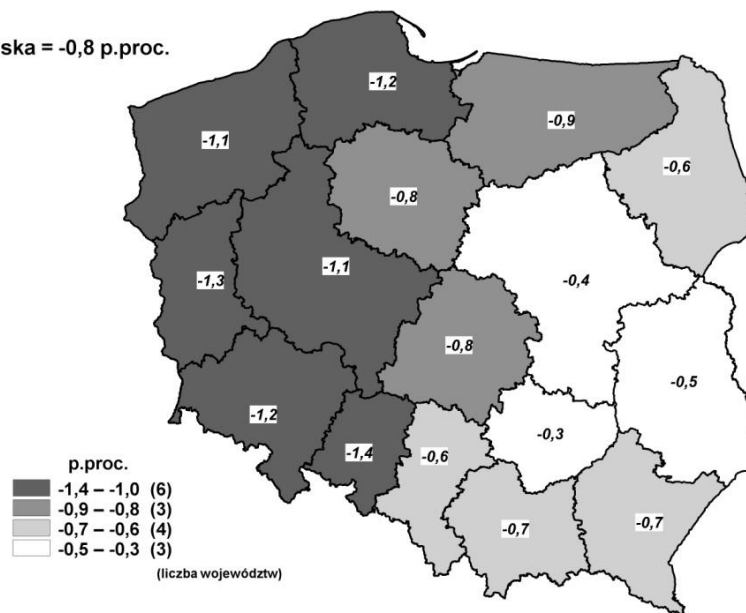 ska = -0,8 p.proc.
-1,2
-0,9
-1,1
-0,6
-0,8
-1,1
-1,3
-0,4
-0,8
-0,5
-1,2
-0,3
-1,4
-0,6
-0,7
-0,7
p.proc.
-1,4 – -1,0 (6)
-0,9 – -0,8 (3)
-0,7 – -0,6 (4)
-0,5 – -0,3 (3)
(liczba województw)